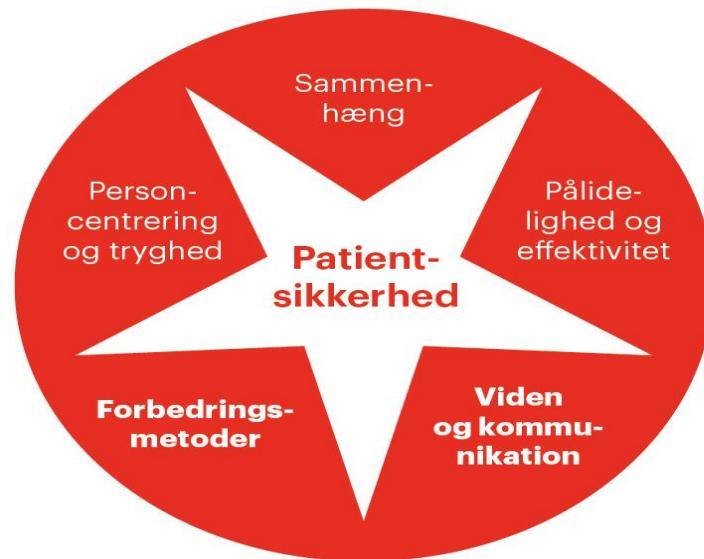 Sammen-
hæng
Person-
centrering
og tryghed
Pålide-
lighed og
effektivitet
Patient-
sikkerhed
Forbedrings-
metoder
Viden
og kommu-
nikation